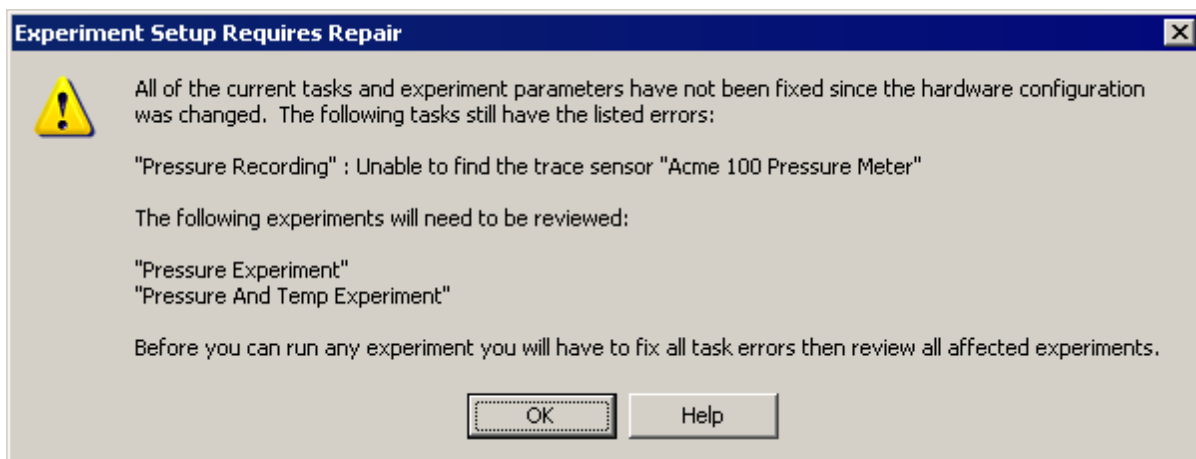 Experiment Setup Requires Repair
All of the current tasks and experiment parameters have not been fixed since the hardware configuration
was changed.  The following tasks still have the listed errors:
"Pressure Recording" : Unable to find the trace sensor "Acme 100 Pressure Meter"
The following experiments will need to be reviewed:
"Pressure Experiment"
"Pressure And Temp Experiment"
Before you can run any experiment you will have to fix all task errors then review all affected experiments.
OK
Help